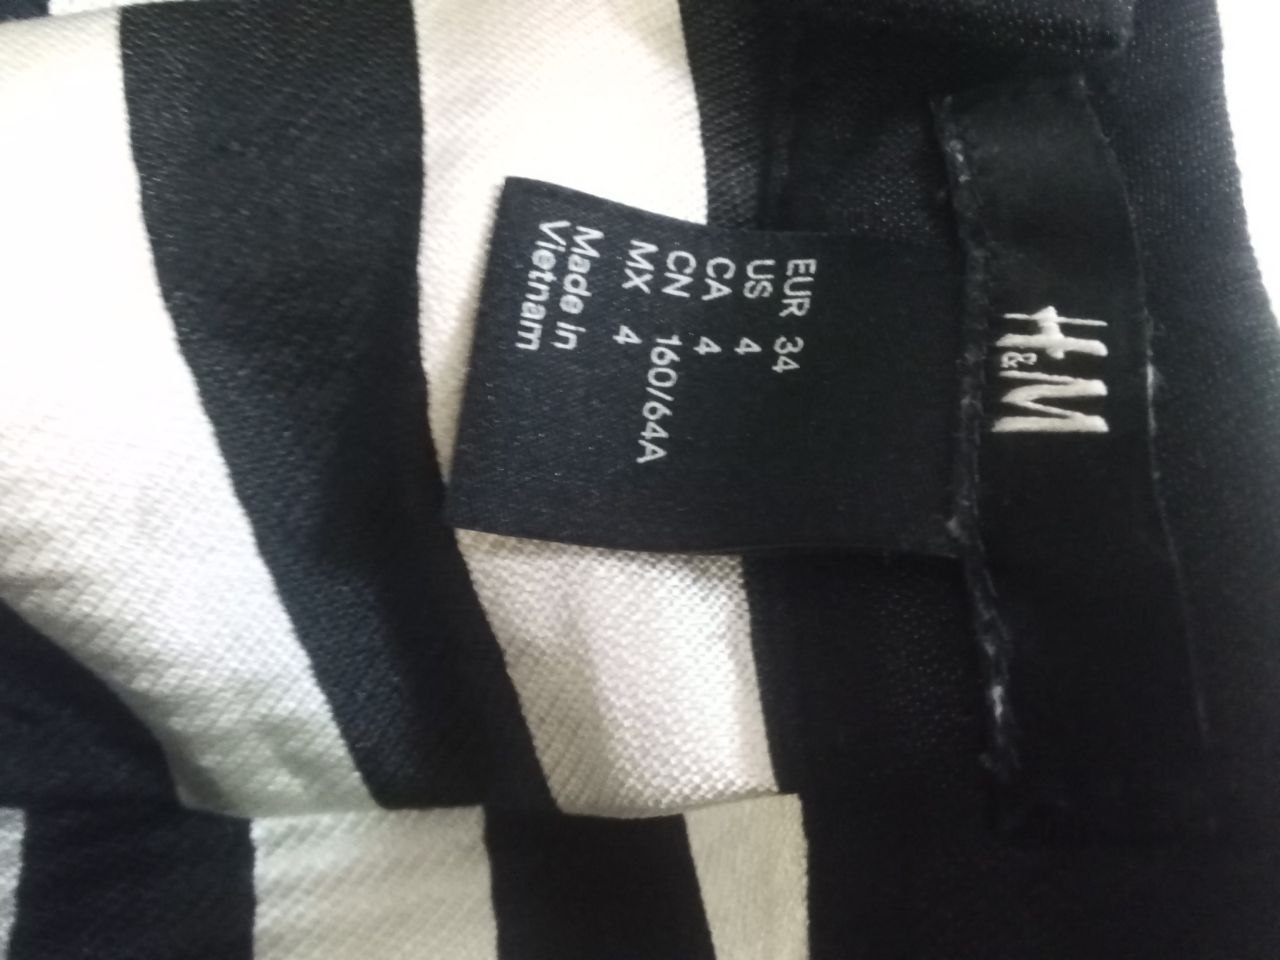 H&M
EUR 34
US 4
CA 4
CN 160/64A
MX 4
Made in
Vietnam